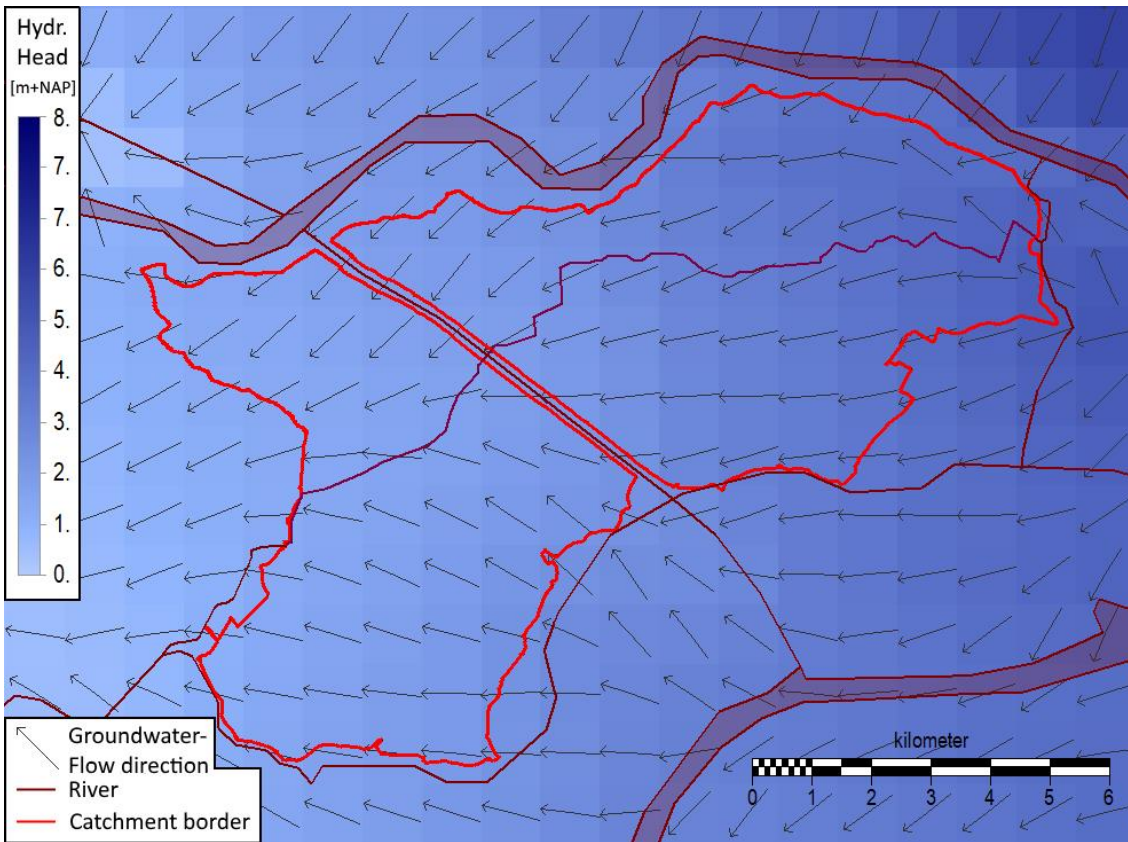 Hydr.
Head
[m+NAP]
8.
7.
6.
5.
4.
3.
2.
1.
0.
Groundwater-
Flow direction
River
Catchment border
kilometer
0 1 2 3 4 5 6